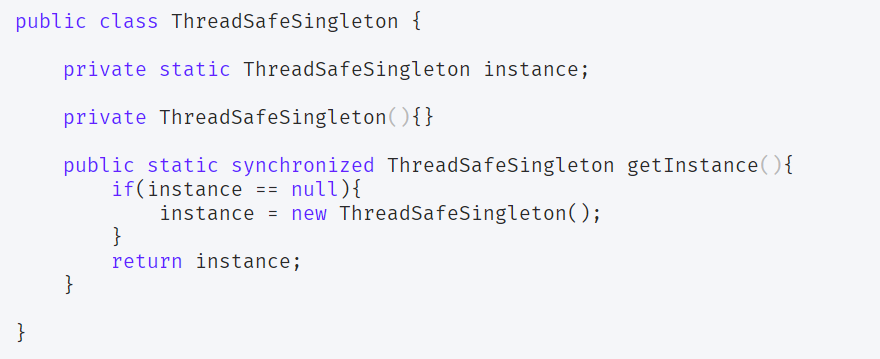 public class ThreadSafeSingleton {
private static ThreadSafeSingleton instance;
private ThreadSafeSingleton(){}
public static synchronized ThreadSafeSingleton getInstance(){
if(instance == null){
instance = new ThreadSafeSingleton();
}
return instance;
}
}